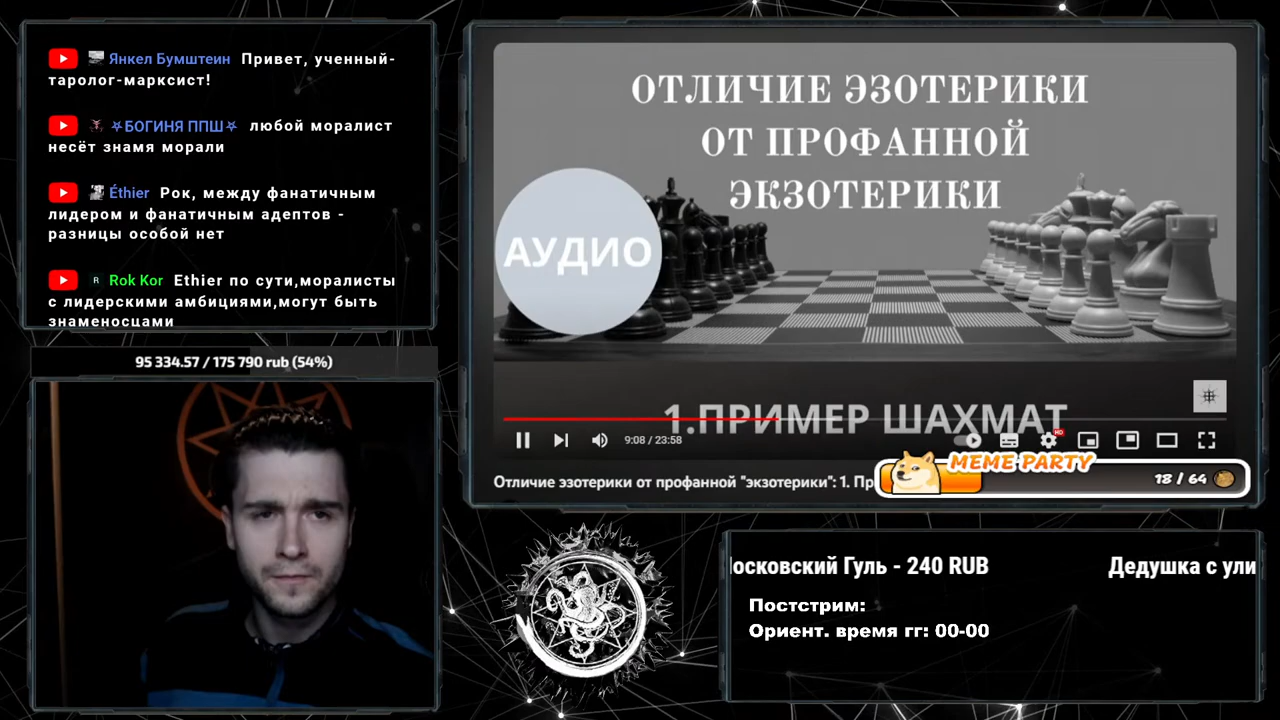 Янкел Бумштеин Привет, ученный-
таролог-марксист!
⛧БОГИНЯ ППШ⛧ любой моралист
несёт знамя морали
Éthier Рок, между фанатичным
лидером и фанатичным адептов -
разницы особой нет
R Rok Kor Ethier по сути,моралисты
с лидерскими амбициями,могут быть
знаменосцами
95 334.57 / 175 790 rub (54%)
ОТЛИЧИЕ ЭЗОТЕРИКИ
ОТ ПРОФАННОЙ
ЭКЗОТЕРИКИ
АУДИО
1.ПРИМЕР ШАХМАТ
9:08 / 23:58
HD
Отличие эзотерики от профанной "экзотерики": 1. Пр
MEME PARTY
18 / 64
осковский Гуль - 240 RUB
Дедушка с ули
Постстрим:
Ориент. время гг: 00-00